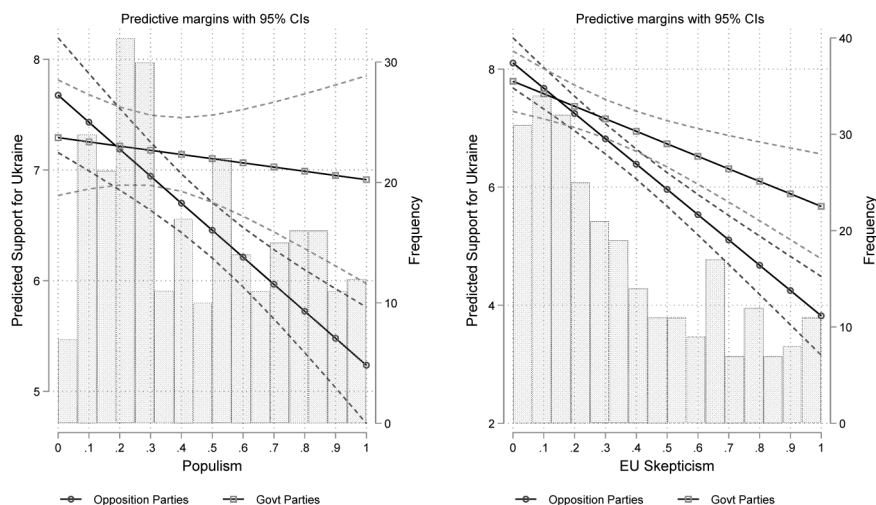 Predictive margins with 95% CIs
8
7
6
5
Predicted Support for Ukraine
30
20
10
0
Frequency
0 .1 .2 .3 .4 .5 .6 .7 .8 .9 1
Populism
Opposition Parties Govt Parties
Predictive margins with 95% CIs
8
6
4
2
Predicted Support for Ukraine
40
30
20
10
0
Frequency
0 .1 .2 .3 .4 .5 .6 .7 .8 .9 1
EU Skepticism
Opposition Parties Govt Parties